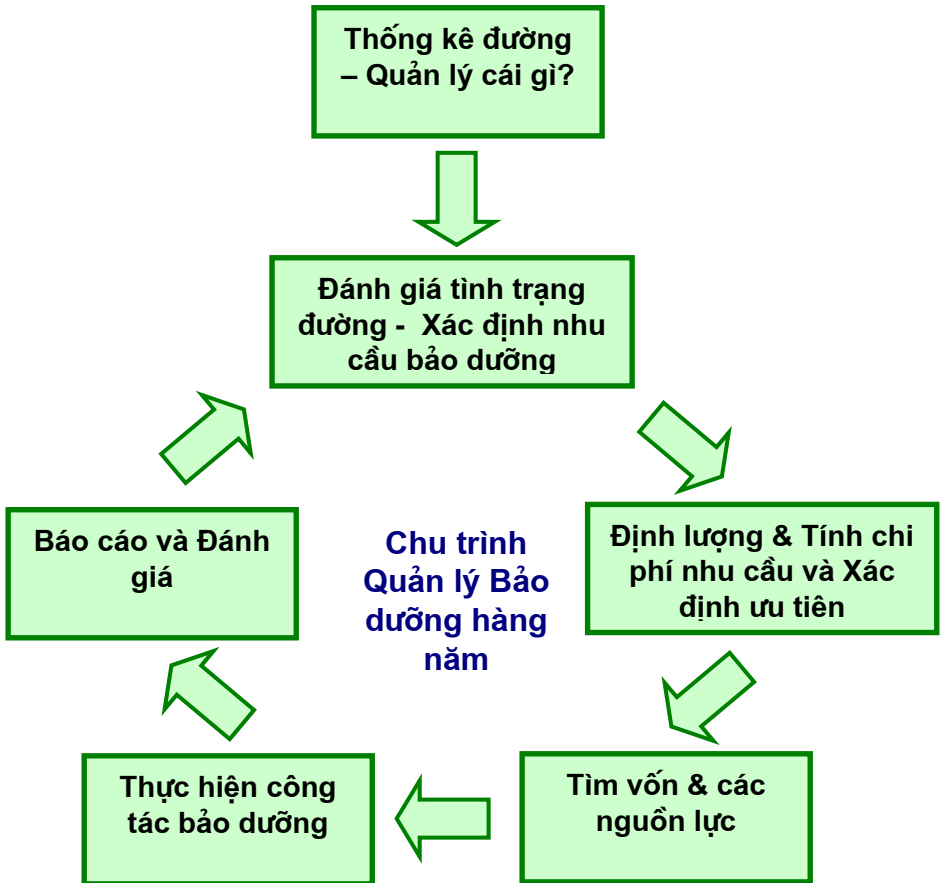 Thống kê đường
– Quản lý cái gì?
Đánh giá tình trạng
đường - Xác định nhu
cầu bảo dưỡng
Báo cáo và Đánh
giá
Chu trình
Quản lý Bảo
dưỡng hàng
năm
Định lượng & Tính chi
phí nhu cầu và Xác
định ưu tiên
Thực hiện công
tác bảo dưỡng
Tìm vốn & các
nguồn lực